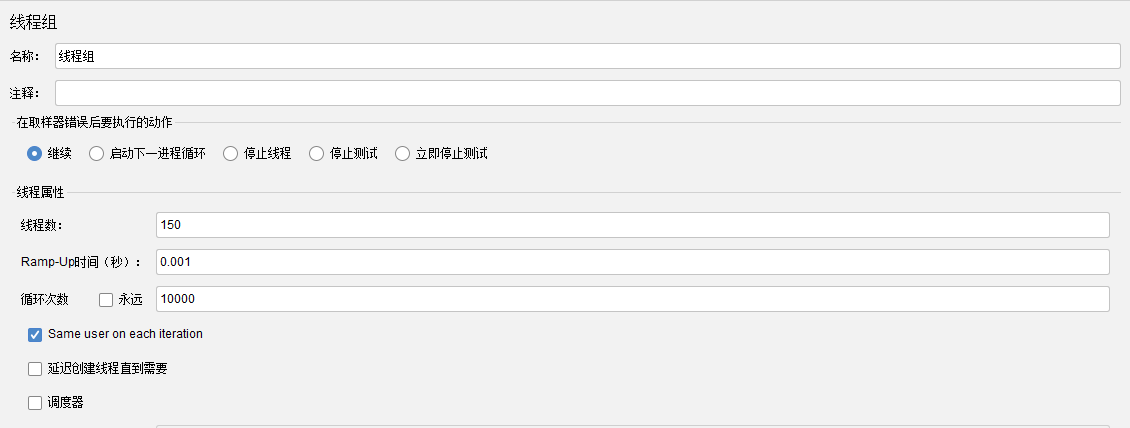 线程组
名称： 线程组
注释：
在取样器错误后要执行的动作
继续 启动下一进程循环 停止线程 停止测试 立即停止测试
线程属性
线程数： 150
Ramp-Up时间（秒）： 0.001
循环次数 永远 10000
Same user on each iteration
延迟创建线程直到需要
调度器